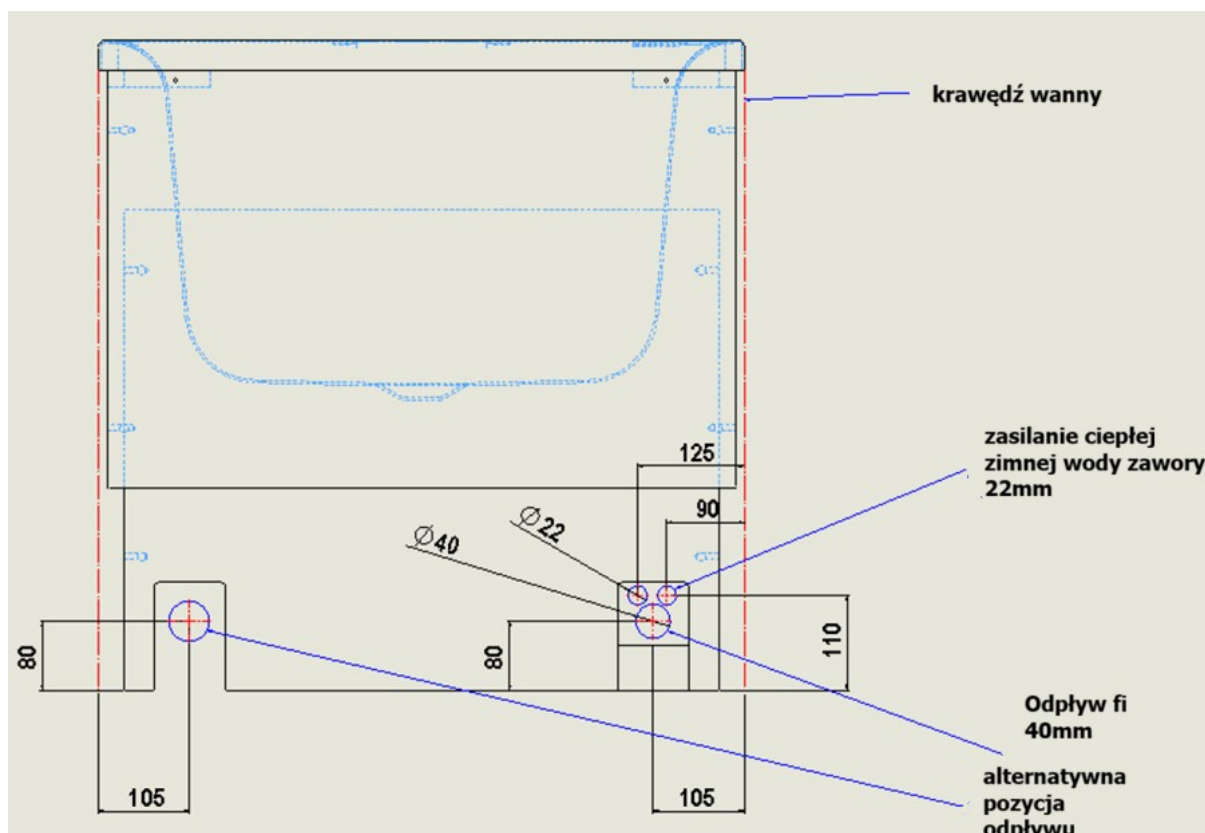 krawędź wanny
125
zasilanie ciepłej
zimnej wody zawory
22mm
90
Ø22
Ø40
80
80
110
Odpływ fi
40mm
105
105
alternatywna
pozycja
odpływu